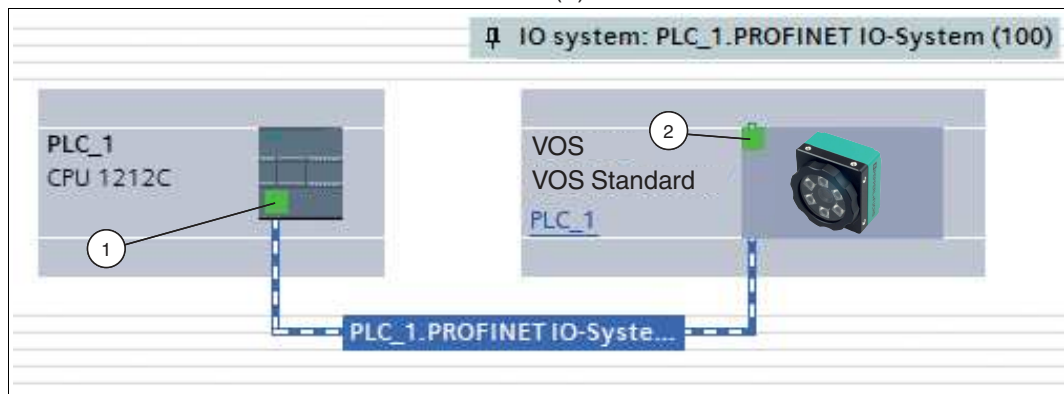 IO system: PLC_1.PROFINET IO-System (100)
PLC_1
CPU 1212C
1
VOS
VOS Standard
PLC_1
2
PLC_1.PROFINET IO-Syste...